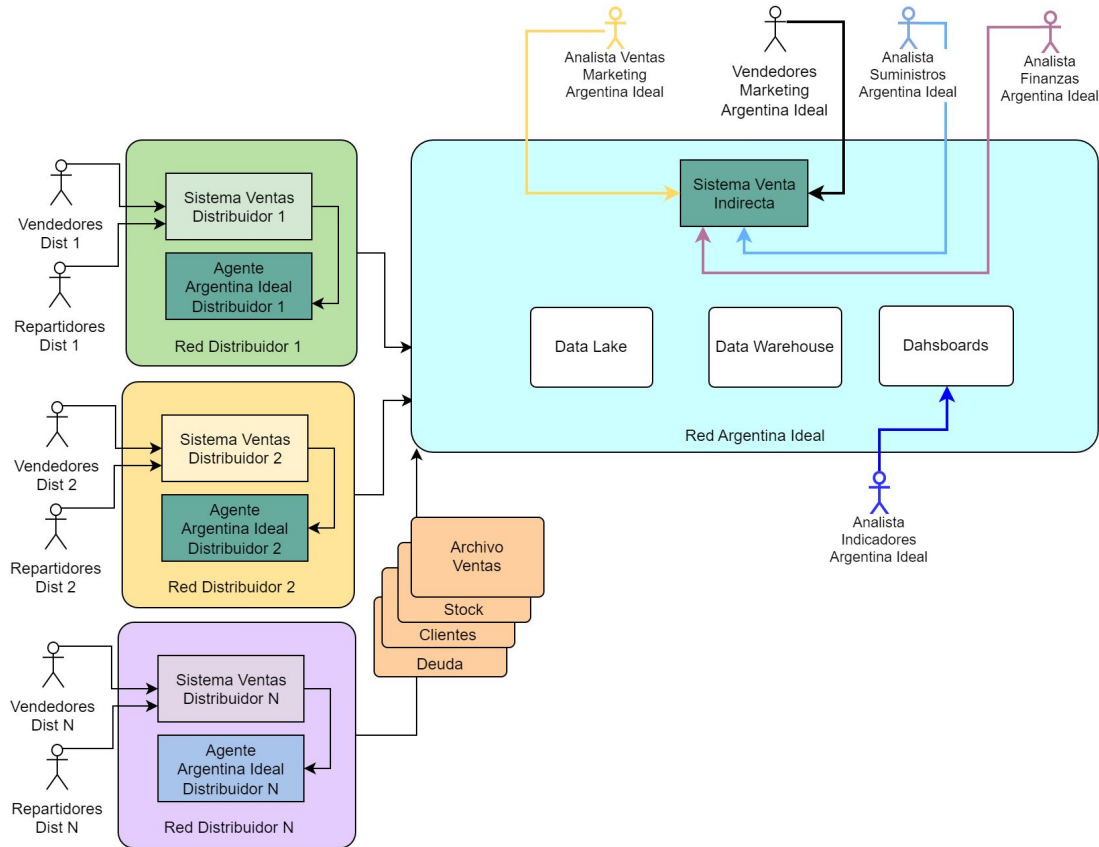 Analista Ventas
Marketing
Argentina Ideal
Vendedores
Marketing
Argentina Ideal
Analista
Suministros
Argentina Ideal
Analista
Finanzas
Argentina Ideal
Vendedores
Dist 1
Repartidores
Dist 1
Sistema Ventas
Distribuidor 1
Agente
Argentina Ideal
Distribuidor 1
Red Distribuidor 1
Sistema Venta
Indirecta
Data Lake
Data Warehouse
Dahsboards
Red Argentina Ideal
Vendedores
Dist 2
Repartidores
Dist 2
Sistema Ventas
Distribuidor 2
Agente
Argentina Ideal
Distribuidor 2
Red Distribuidor 2
Analista
Indicadores
Argentina Ideal
Archivo
Ventas
Stock
Clientes
Deuda
Vendedores
Dist N
Repartidores
Dist N
Sistema Ventas
Distribuidor N
Agente
Argentina Ideal
Distribuidor N
Red Distribuidor N